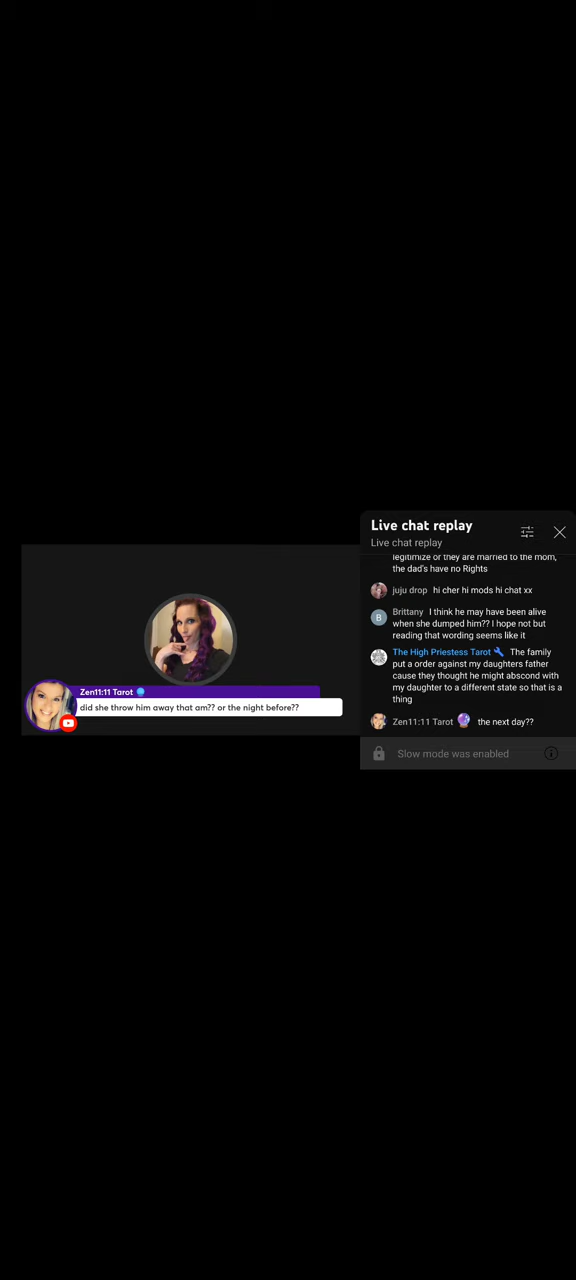 Live chat replay
Live chat replay
legitimize or they are married to the mom,
the dad's have no Rights
juju drop hi cher hi mods hi chat xx
Brittany I think he may have been alive
when she dumped him?? I hope not but
reading that wording seems like it
B
The High Priestess Tarot The family
put a order against my daughters father
cause they thought he might abscond with
my daughter to a different state so that is a
thing
Zen11:11 Tarot the next day??
Slow mode was enabled
Zen11:11 Tarot
did she throw him away that am?? or the night before??